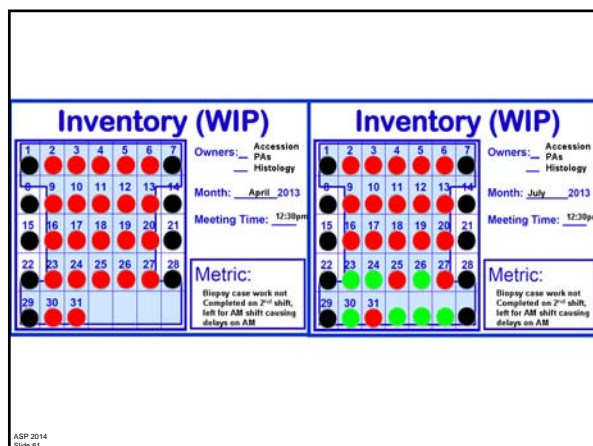 Inventory (WIP)
1 2 3 4 5 6 7
8 9 10 11 12 13 14
15 16 17 18 19 20 21
22 23 24 25 26 27 28
29 30 31
Owners: Accession
PAs
Histology
Month: April 2013
Meeting Time: 12:30pm
Metric:
Biopsy case work not
Completed on 2nd shift,
left for AM shift causing
delays on AM
Inventory (WIP)
1 2 3 4 5 6 7
8 9 10 11 12 13 14
15 16 17 18 19 20 21
22 23 24 25 26 27 28
29 30 31
Owners: Accession
PAs
Histology
Month: July 2013
Meeting Time: 12:30pm
Metric:
Biopsy case work not
Completed on 2nd shift,
left for AM shift causing
delays on AM
ASP 2014
Slide 61